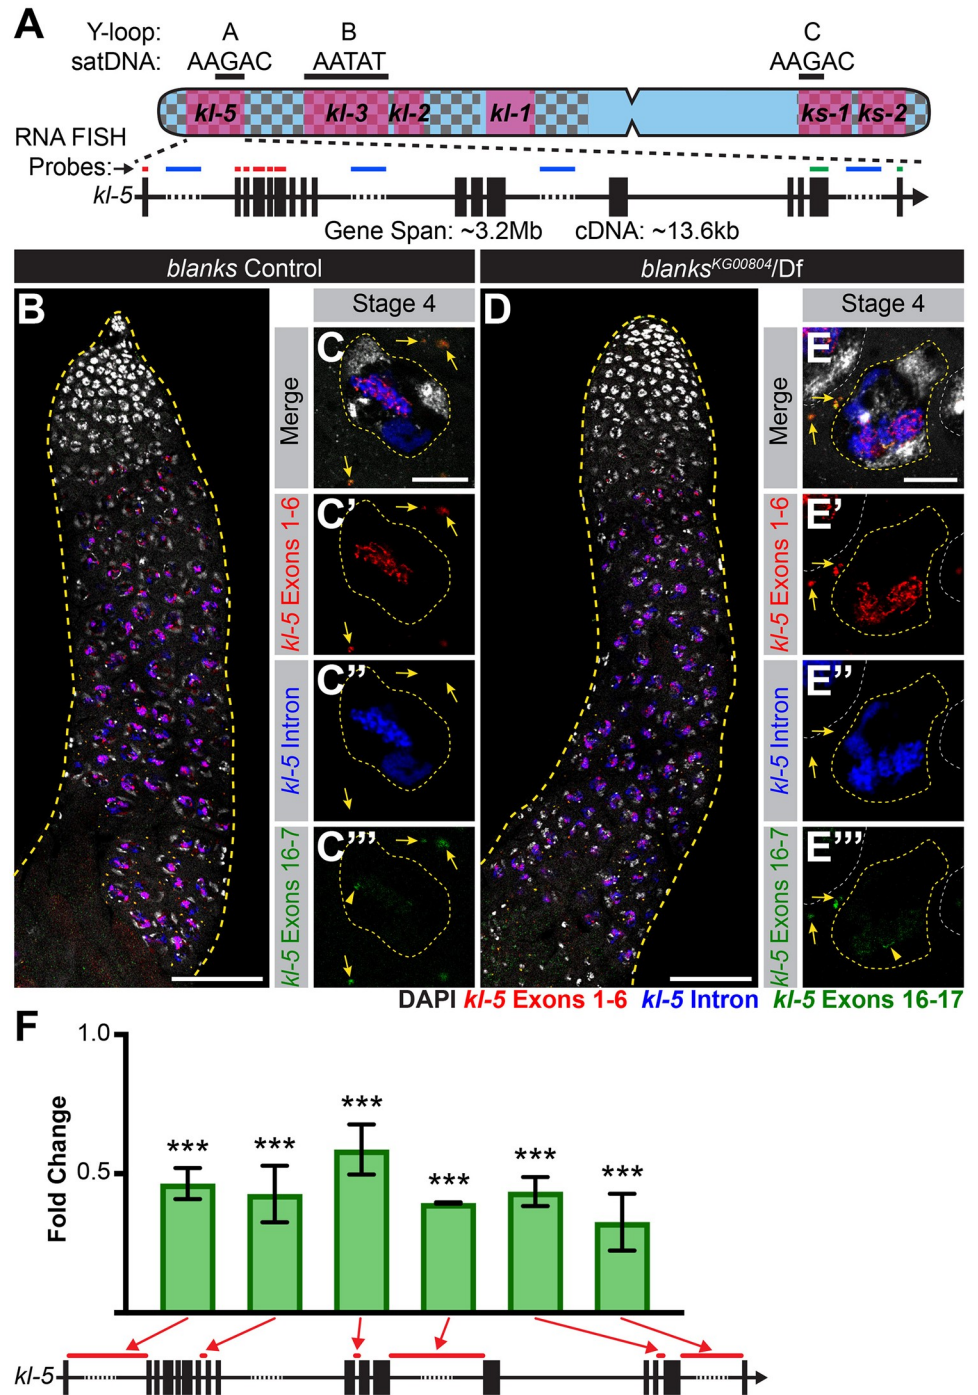 A
Y-loop: A B C
satDNA: AAGAC AATAT AAGAC
kl-5 kl-3 kl-2 kl-1 ks-1 ks-2
RNA FISH
Probes:
kl-5
Gene Span: ~3.2Mb cDNA: ~13.6kb
blanks Control
blanksKG00804/Df
B
Stage 4
D
Stage 4
C
Merge
E
Merge
C'
kl-5 Exons 1-6
E'
kl-5 Exons 1-6
C''
kl-5 Intron
E''
kl-5 Intron
C'''
kl-5 Exons 16-7
E'''
kl-5 Exons 16-7
DAPI kl-5 Exons 1-6 kl-5 Intron kl-5 Exons 16-17
F
1.0
0.5
Fold Change
*** *** *** *** *** ***
kl-5